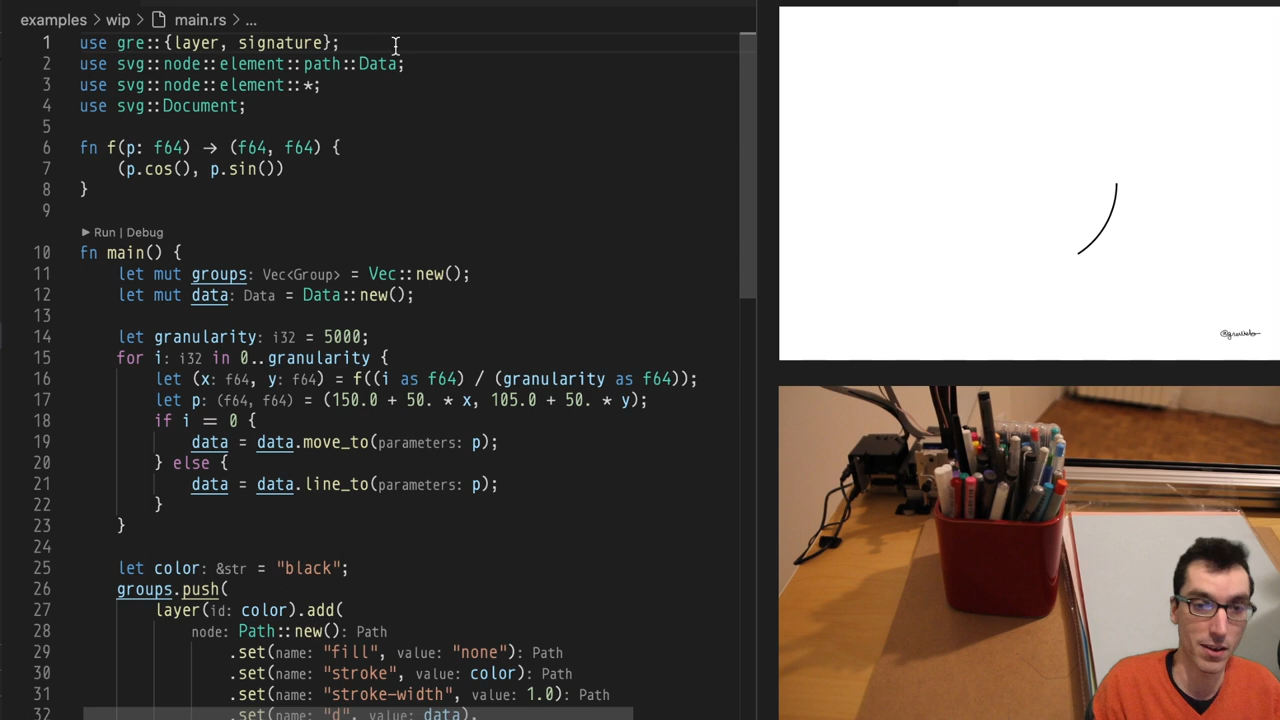 examples > wip > main.rs > ...
1 use gre::{layer, signature};
2 use svg::node::element::path::Data;
3 use svg::node::element::*;
4 use svg::Document;
5
6 fn f(p: f64) → (f64, f64) {
7 (p.cos(), p.sin())
8 }
9
Run | Debug
10 fn main() {
11 let mut groups: Vec<Group> = Vec::new();
12 let mut data: Data = Data::new();
13
14 let granularity: i32 = 5000;
15 for i: i32 in 0..granularity {
16 let (x: f64, y: f64) = f((i as f64) / (granularity as f64));
17 let p: (f64, f64) = (150.0 + 50. * x, 105.0 + 50. * y);
18 if i == 0 {
19 data = data.move_to(parameters: p);
20 } else {
21 data = data.line_to(parameters: p);
22 }
23 }
24
25 let color: &str = "black";
26 groups.push(
27 layer(id: color).add(
28 node: Path::new(): Path
29 .set(name: "fill", value: "none"): Path
30 .set(name: "stroke", value: color): Path
31 .set(name: "stroke-width", value: 1.0): Path
32 .set(name: "d", value: data),